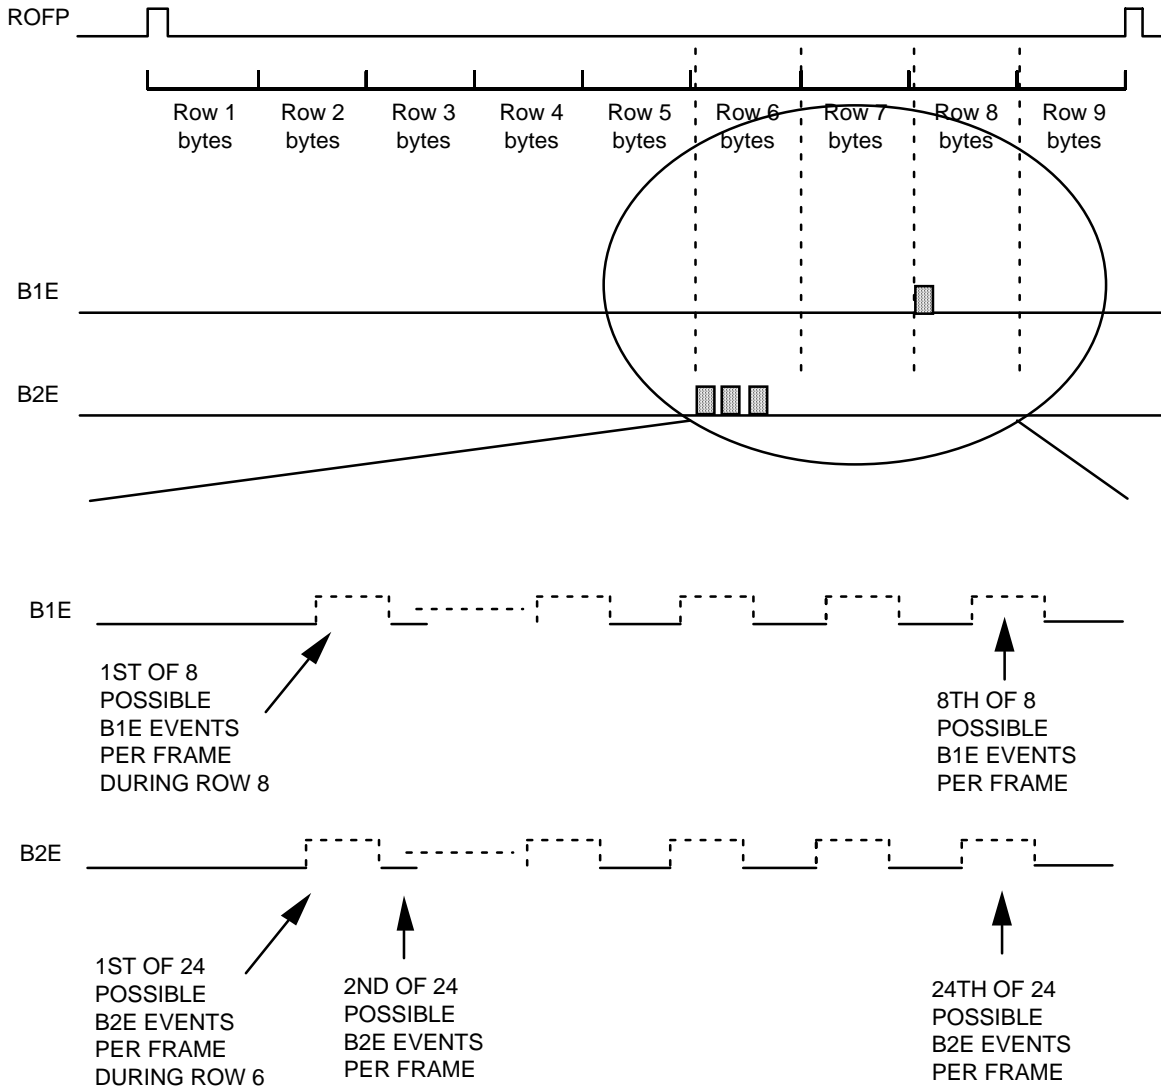 ROFP
Row 1 bytes
Row 2 bytes
Row 3 bytes
Row 4 bytes
Row 5 bytes
Row 6 bytes
Row 7 bytes
Row 8 bytes
Row 9 bytes
B1E
B2E
B1E
1ST OF 8
POSSIBLE
B1E EVENTS
PER FRAME
DURING ROW 8
8TH OF 8
POSSIBLE
B1E EVENTS
PER FRAME
B2E
1ST OF 24
POSSIBLE
B2E EVENTS
PER FRAME
DURING ROW 6
2ND OF 24
POSSIBLE
B2E EVENTS
PER FRAME
24TH OF 24
POSSIBLE
B2E EVENTS
PER FRAME